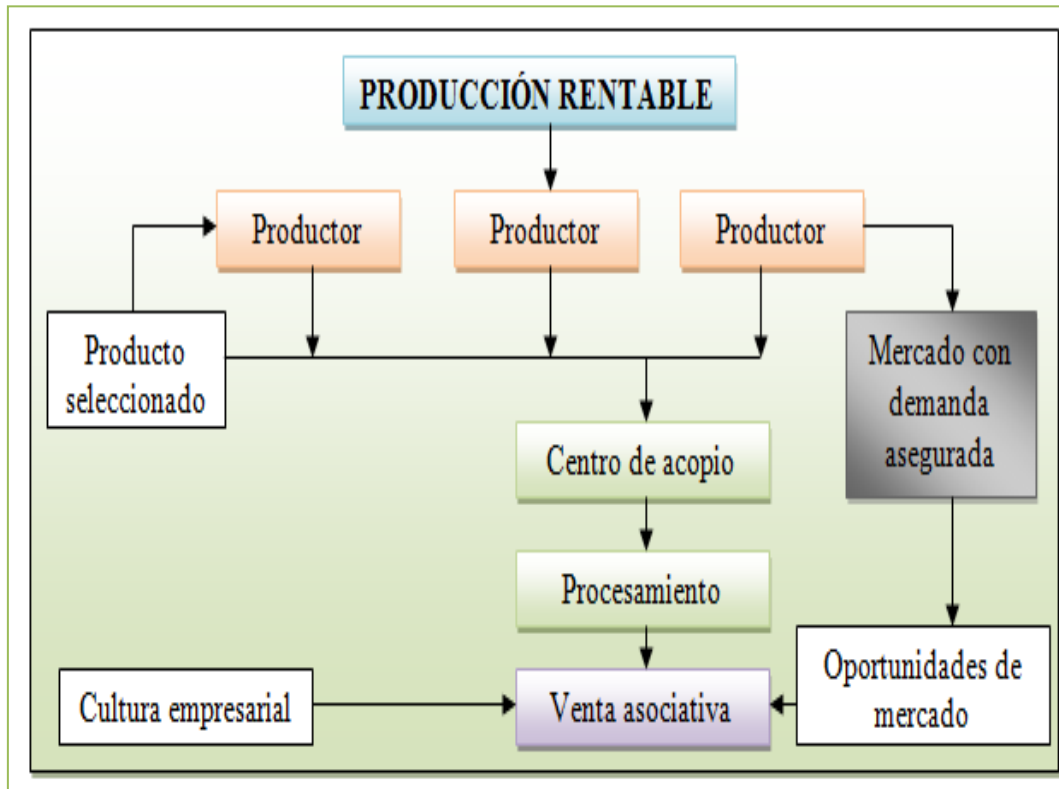 PRODUCCIÓN RENTABLE
Productor
Productor
Productor
Producto
seleccionado
Mercado con
demanda
asegurada
Centro de acopio
Procesamiento
Cultura empresarial
Venta asociativa
Oportunidades de
mercado